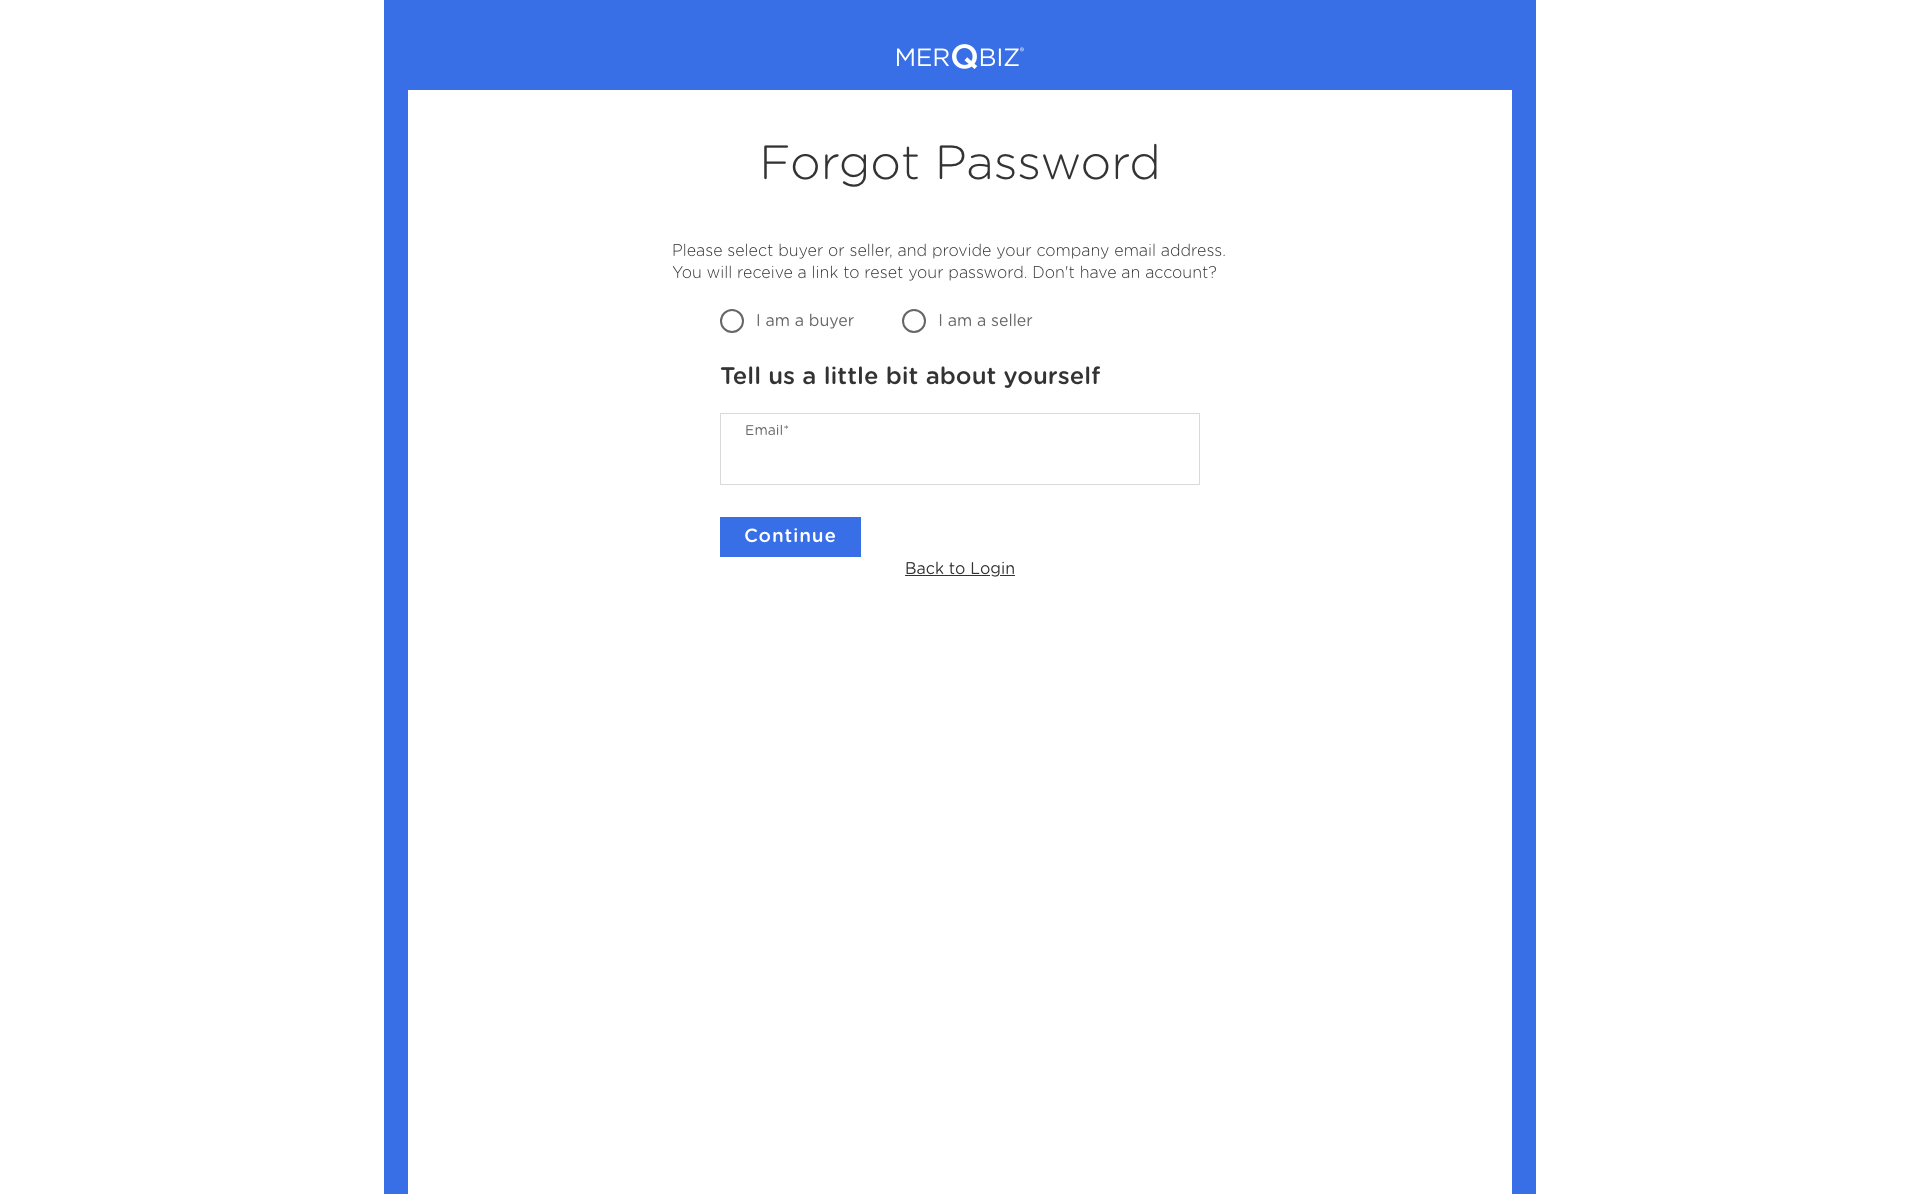 MERQBIZ®
Forgot Password
Please select buyer or seller, and provide your company email address.
You will receive a link to reset your password. Don't have an account?
I am a buyer
I am a seller
Tell us a little bit about yourself
Email*
Continue
Back to Login